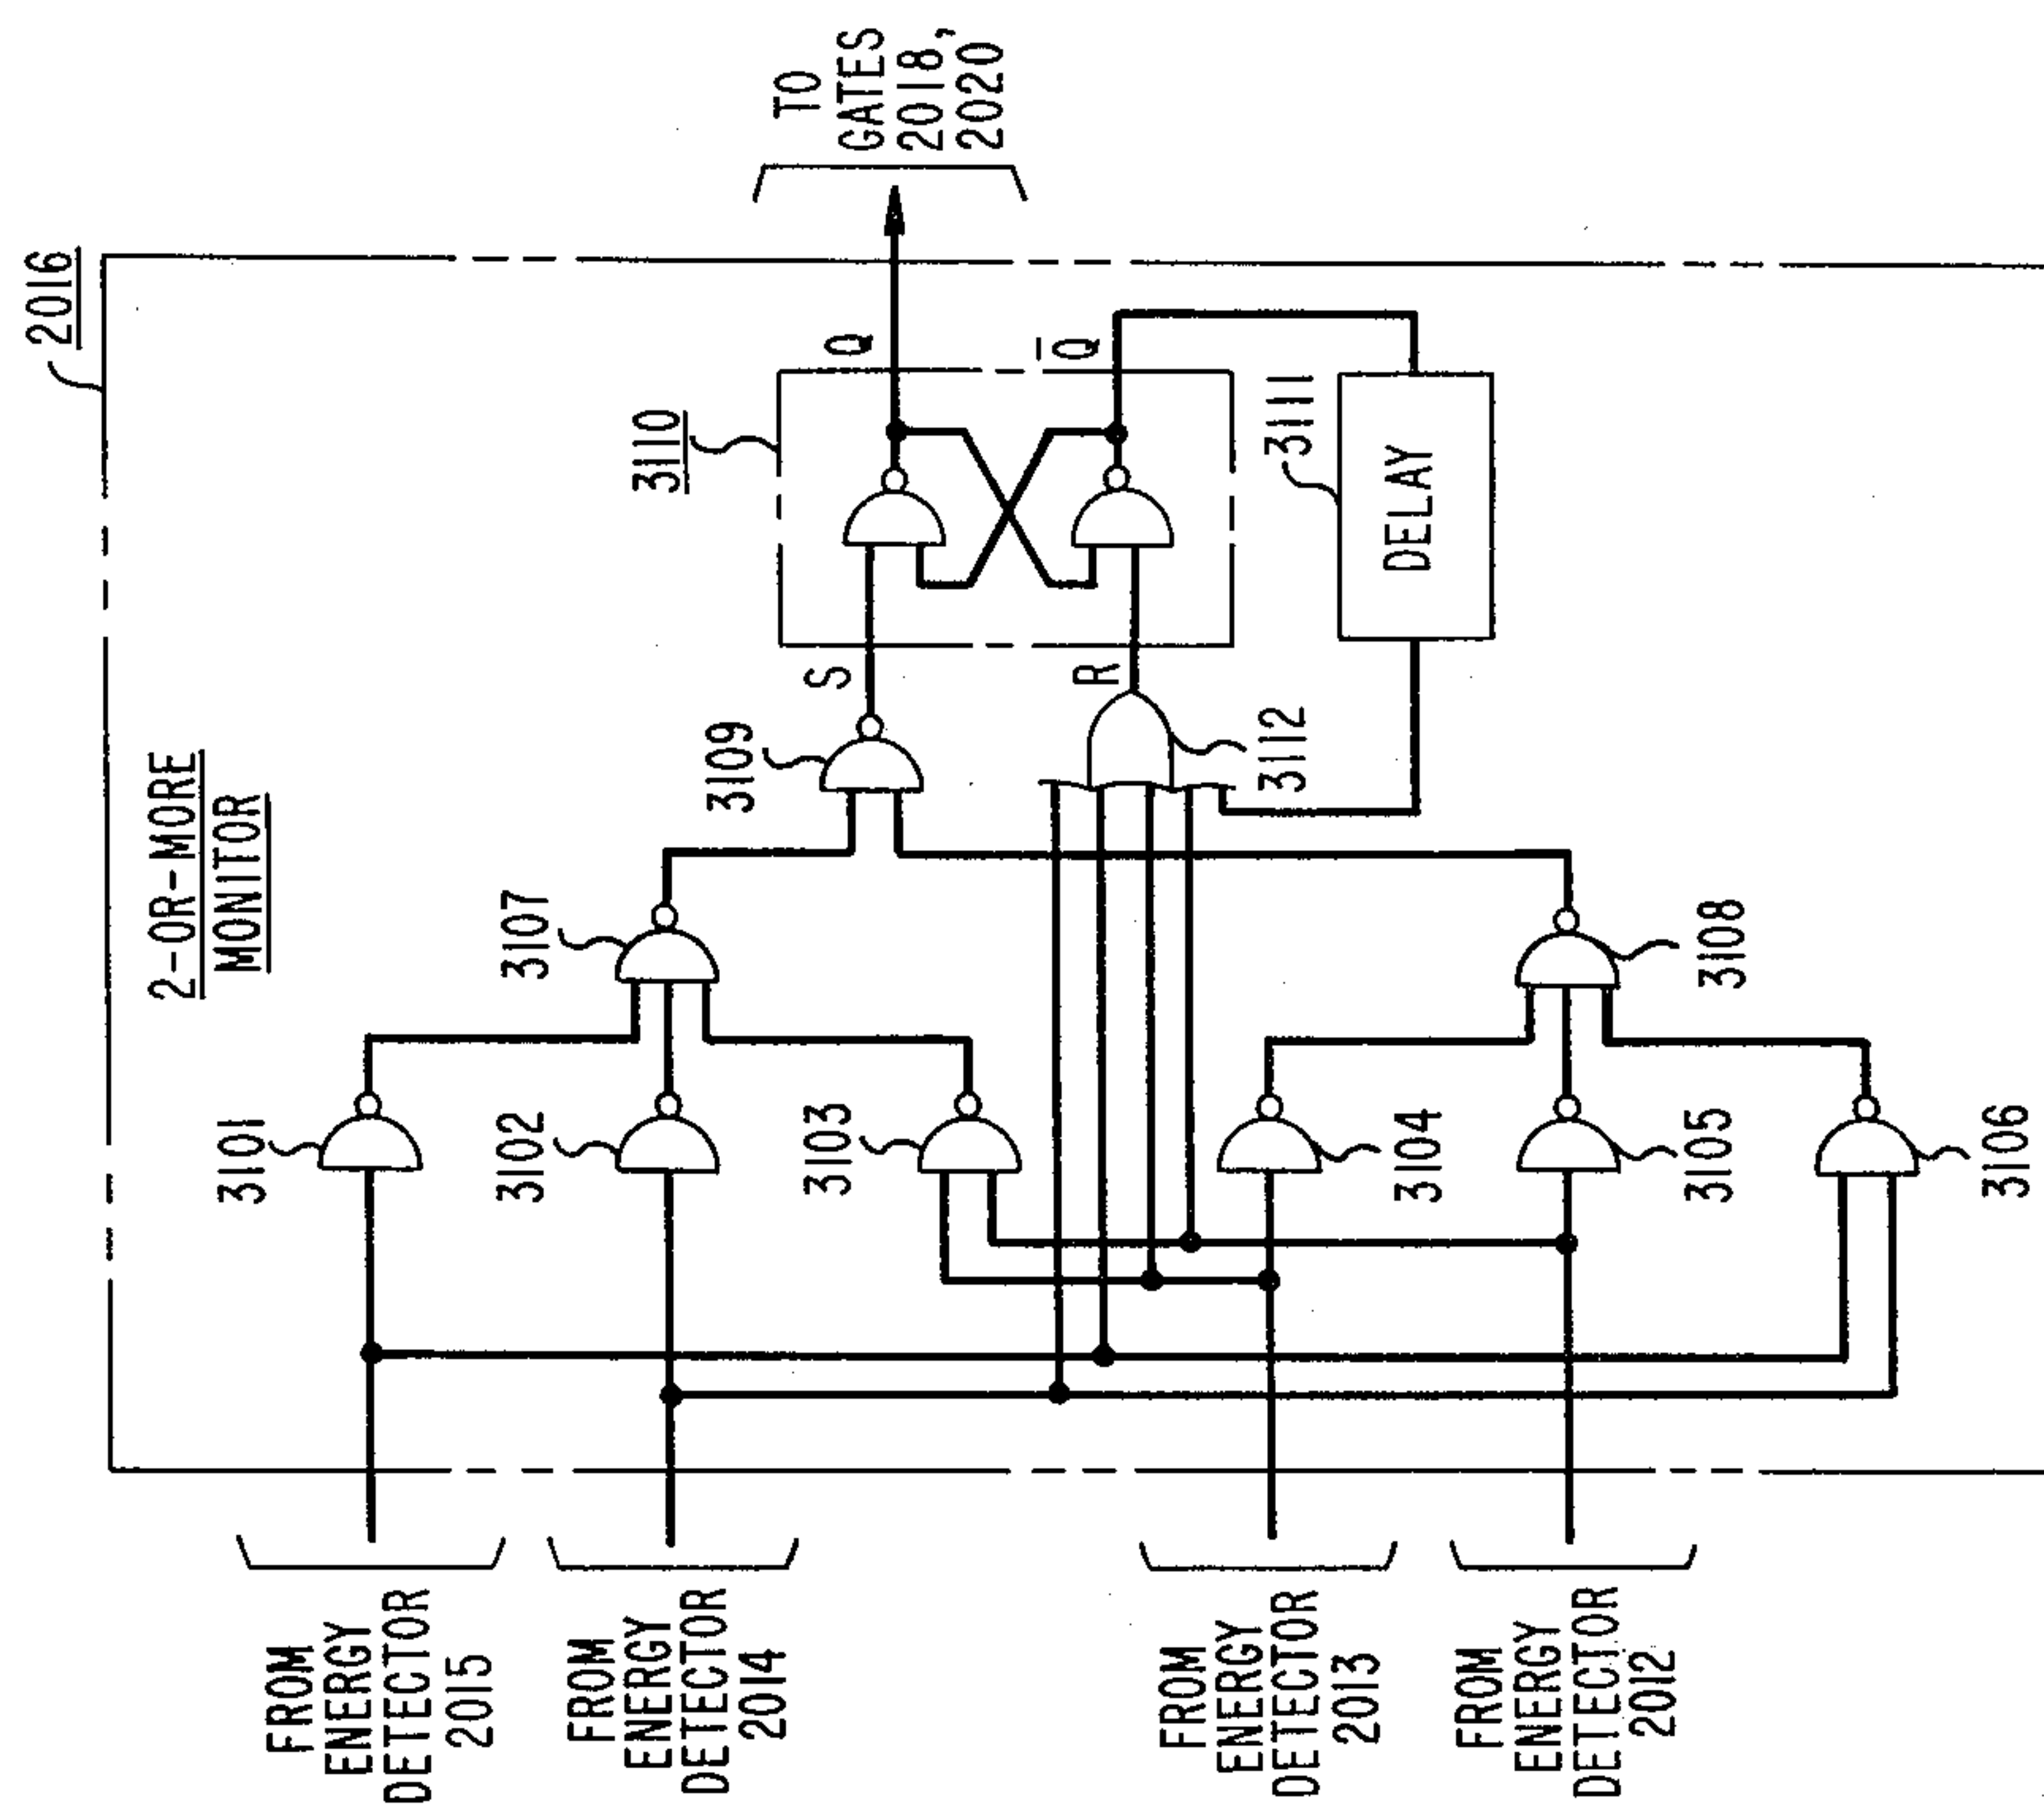 2016
2-OR-MORE
MONITOR
FROM
ENERGY
DETECTOR
2015
FROM
ENERGY
DETECTOR
2014
FROM
ENERGY
DETECTOR
2013
FROM
ENERGY
DETECTOR
2012
3101
3102
3103
3104
3105
3106
3107
3108
3109
S
R
3112
3110
Q
Q̅
3111
DELAY
TO
GATES
2018,
2020